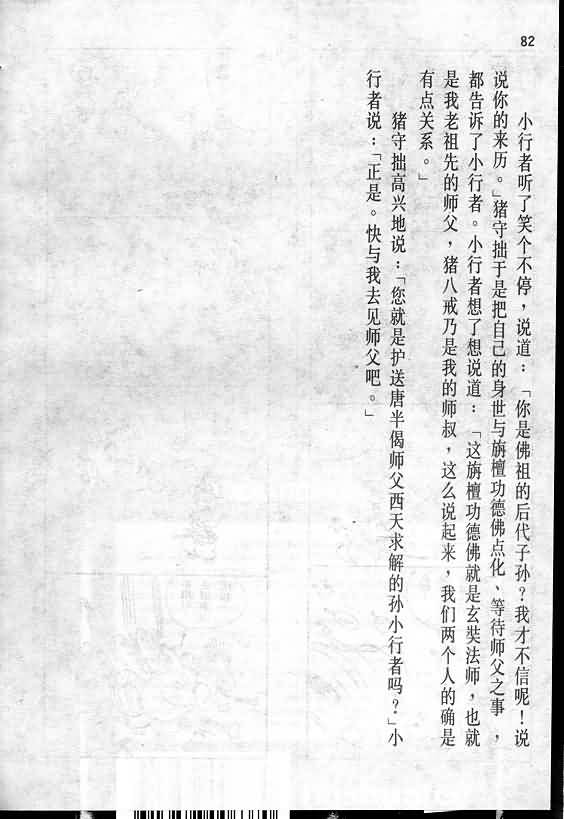 82
小行者听了笑个不停，说道：「你是佛祖的后代子孙？我才不信呢！说
说你的来历。」猪守拙于是把自己的身世与旃檀功德佛点化、等待师父之事，
都告诉了小行者。小行者想了想说道：「这旃檀功德佛就是玄奘法师，也就
是我老祖先的师父，猪八戒乃是我的师叔，这么说起来，我们两个人的确是
有点关系。」
猪守拙高兴地说：「您就是护送唐半偈师父西天求解的孙小行者吗？」小
行者说：「正是。快与我去见师父吧。」